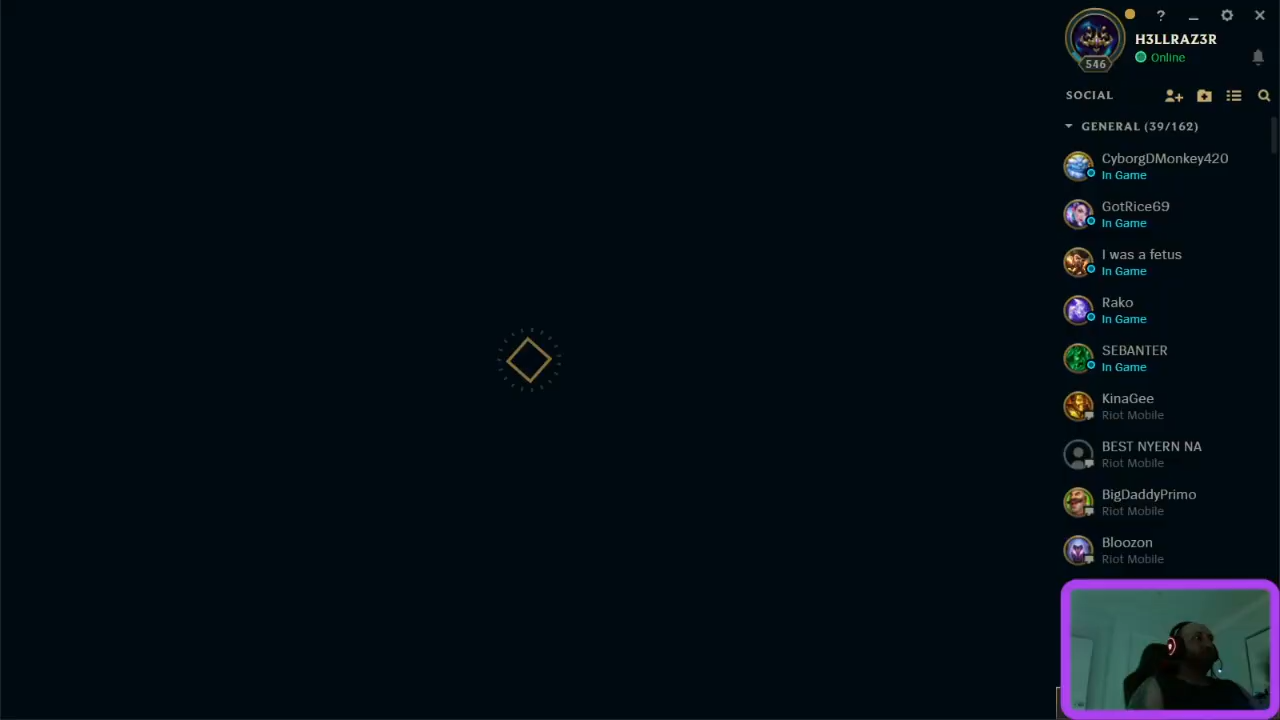 ?
H3LLRAZ3R
546
Online
SOCIAL
GENERAL (39/162)
CyborgDMonkey420
In Game
GotRice69
In Game
I was a fetus
In Game
Rako
In Game
SEBANTER
In Game
KinaGee
Riot Mobile
BEST NYERN NA
Riot Mobile
BigDaddyPrimo
Riot Mobile
Bloozon
Riot Mobile